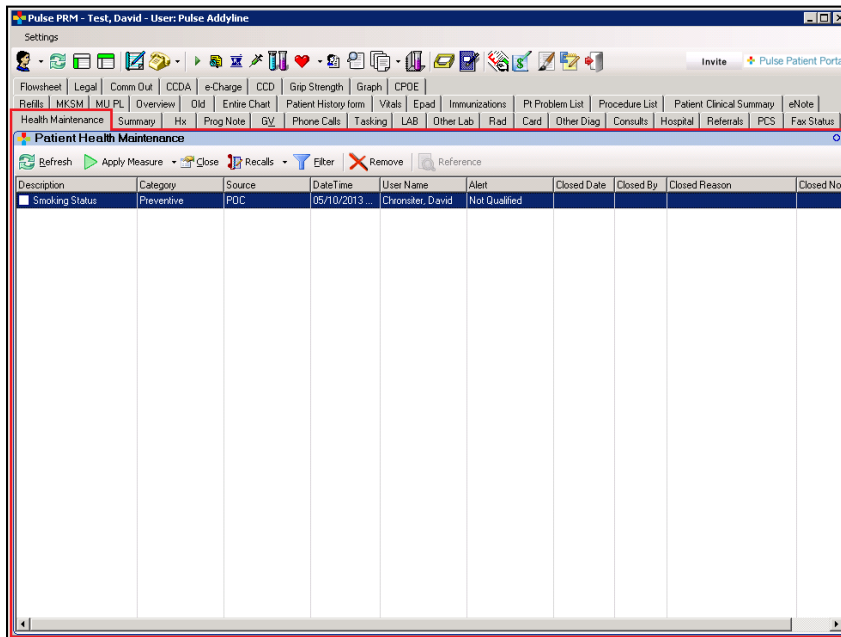 Pulse PRM - Test, David - User: Pulse Addyline
Settings
Invite Pulse Patient Porta
Flowsheet Legal Comm Out CCDA e-Charge CCD Grip Strength Graph CPOE
Refills MKSM MU PL Overview Old Entire Chart Patient History form Vitals Epad Immunizations Pt Problem List Procedure List Patient Clinical Summary eNote
Health Maintenance Summary Hx Prog Note GV Phone Calls Tasking LAB Other Lab Rad Card Other Diag Consults Hospital Referrals PCS Fax Status
Patient Health Maintenance
Refresh Apply Measure Close Recalls Filter Remove Reference
Description Category Source DateTime User Name Alert Closed Date Closed By Closed Reason Closed No
Smoking Status Preventive POC 05/10/2013 ... Chronsiter, David Not Qualified